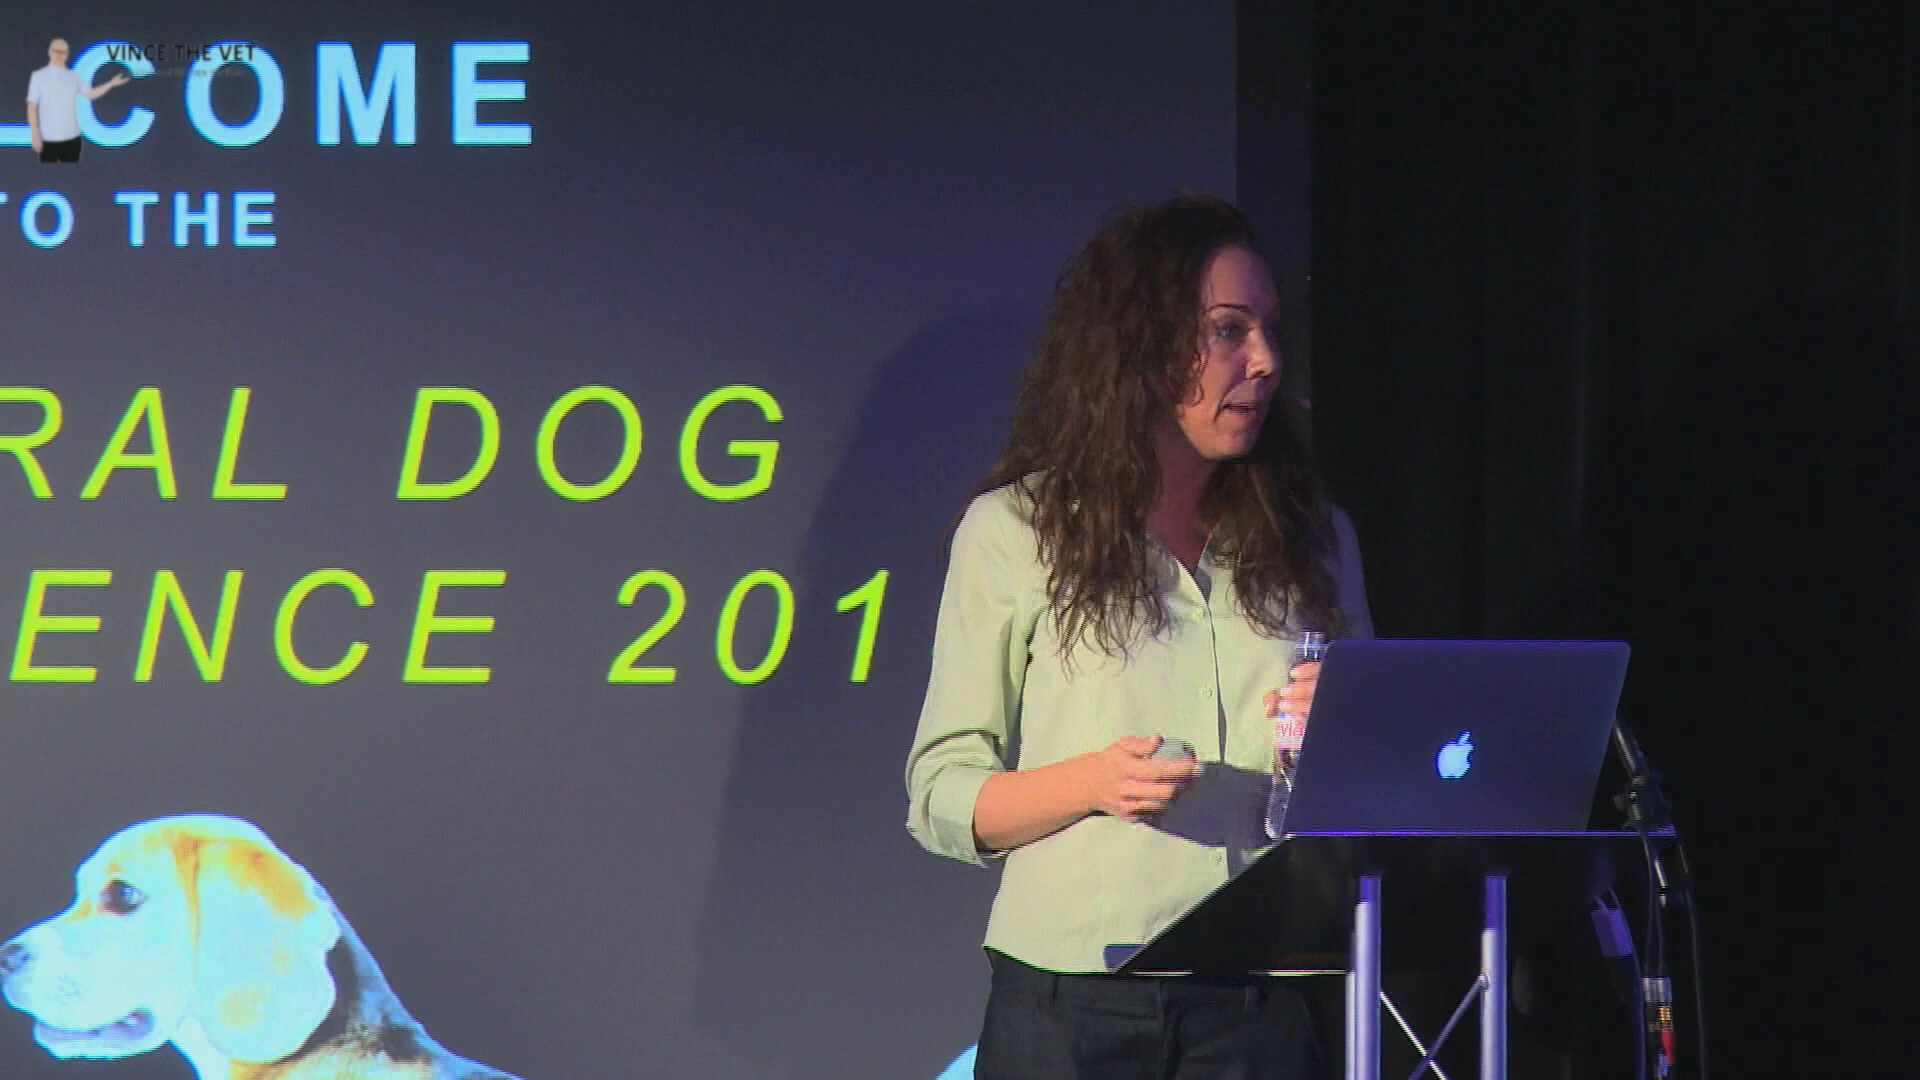 VINCE THE VET
LCOME
TO THE
RAL DOG
ENCE 201